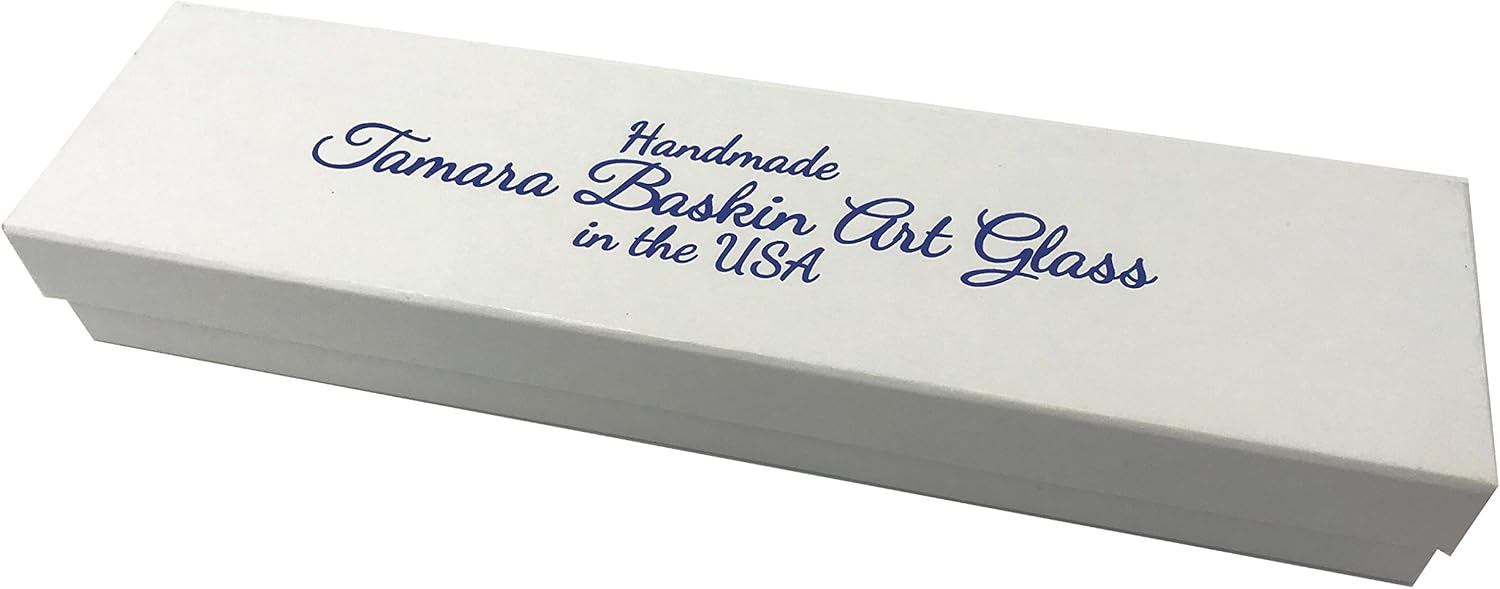 Handmade
Tamara Baskin Art Glass
in the USA